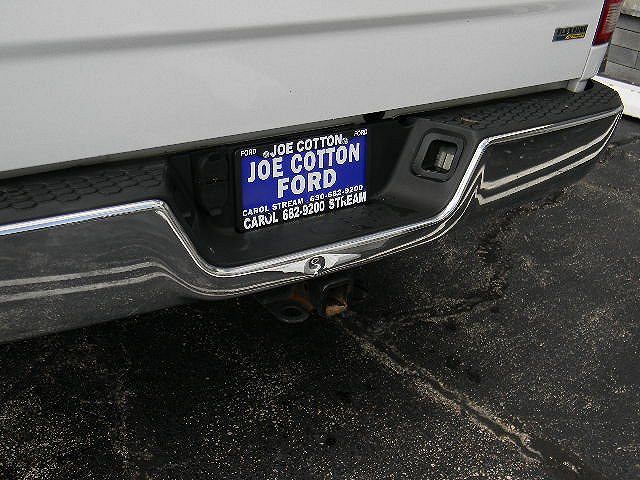 FORD JOE COTTON FORD
JOE COTTON
FORD
CAROL STREAM 630-682-9200
CAROL 682-9200 STREAM